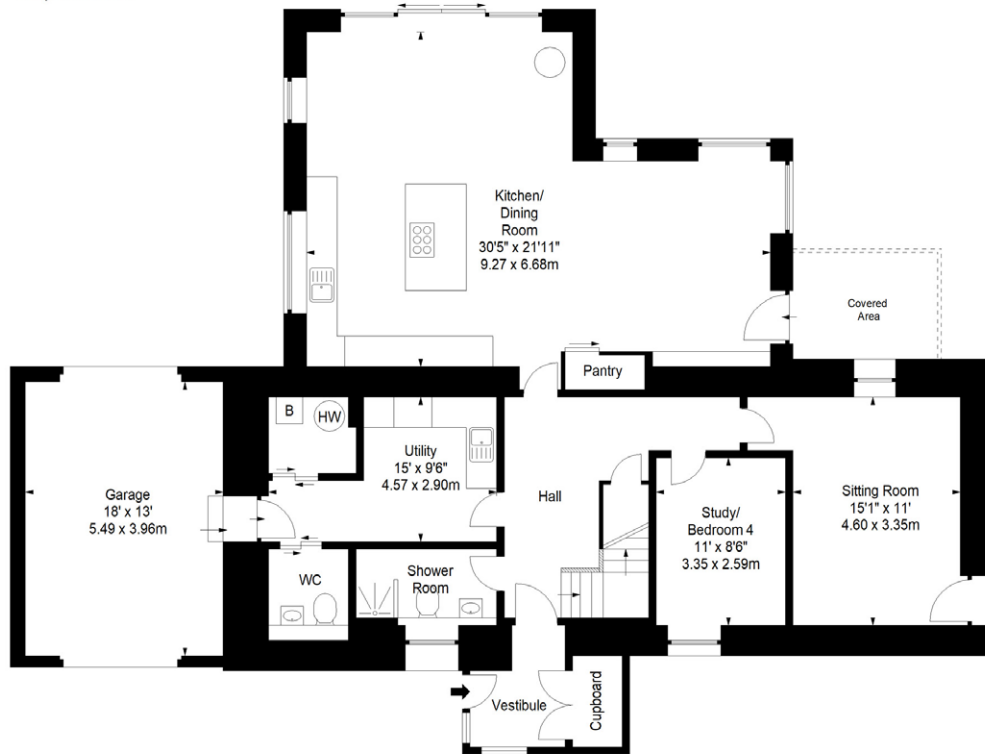 Kitchen/
Dining
Room
30'5" x 21'11"
9.27 x 6.68m
Covered
Area
Pantry
B
HW
Utility
15' x 9'6"
4.57 x 2.90m
Garage
18' x 13'
5.49 x 3.96m
Hall
Study/
Bedroom 4
11' x 8'6"
3.35 x 2.59m
Sitting Room
15'1" x 11'
4.60 x 3.35m
WC
Shower
Room
Vestibule
Cupboard